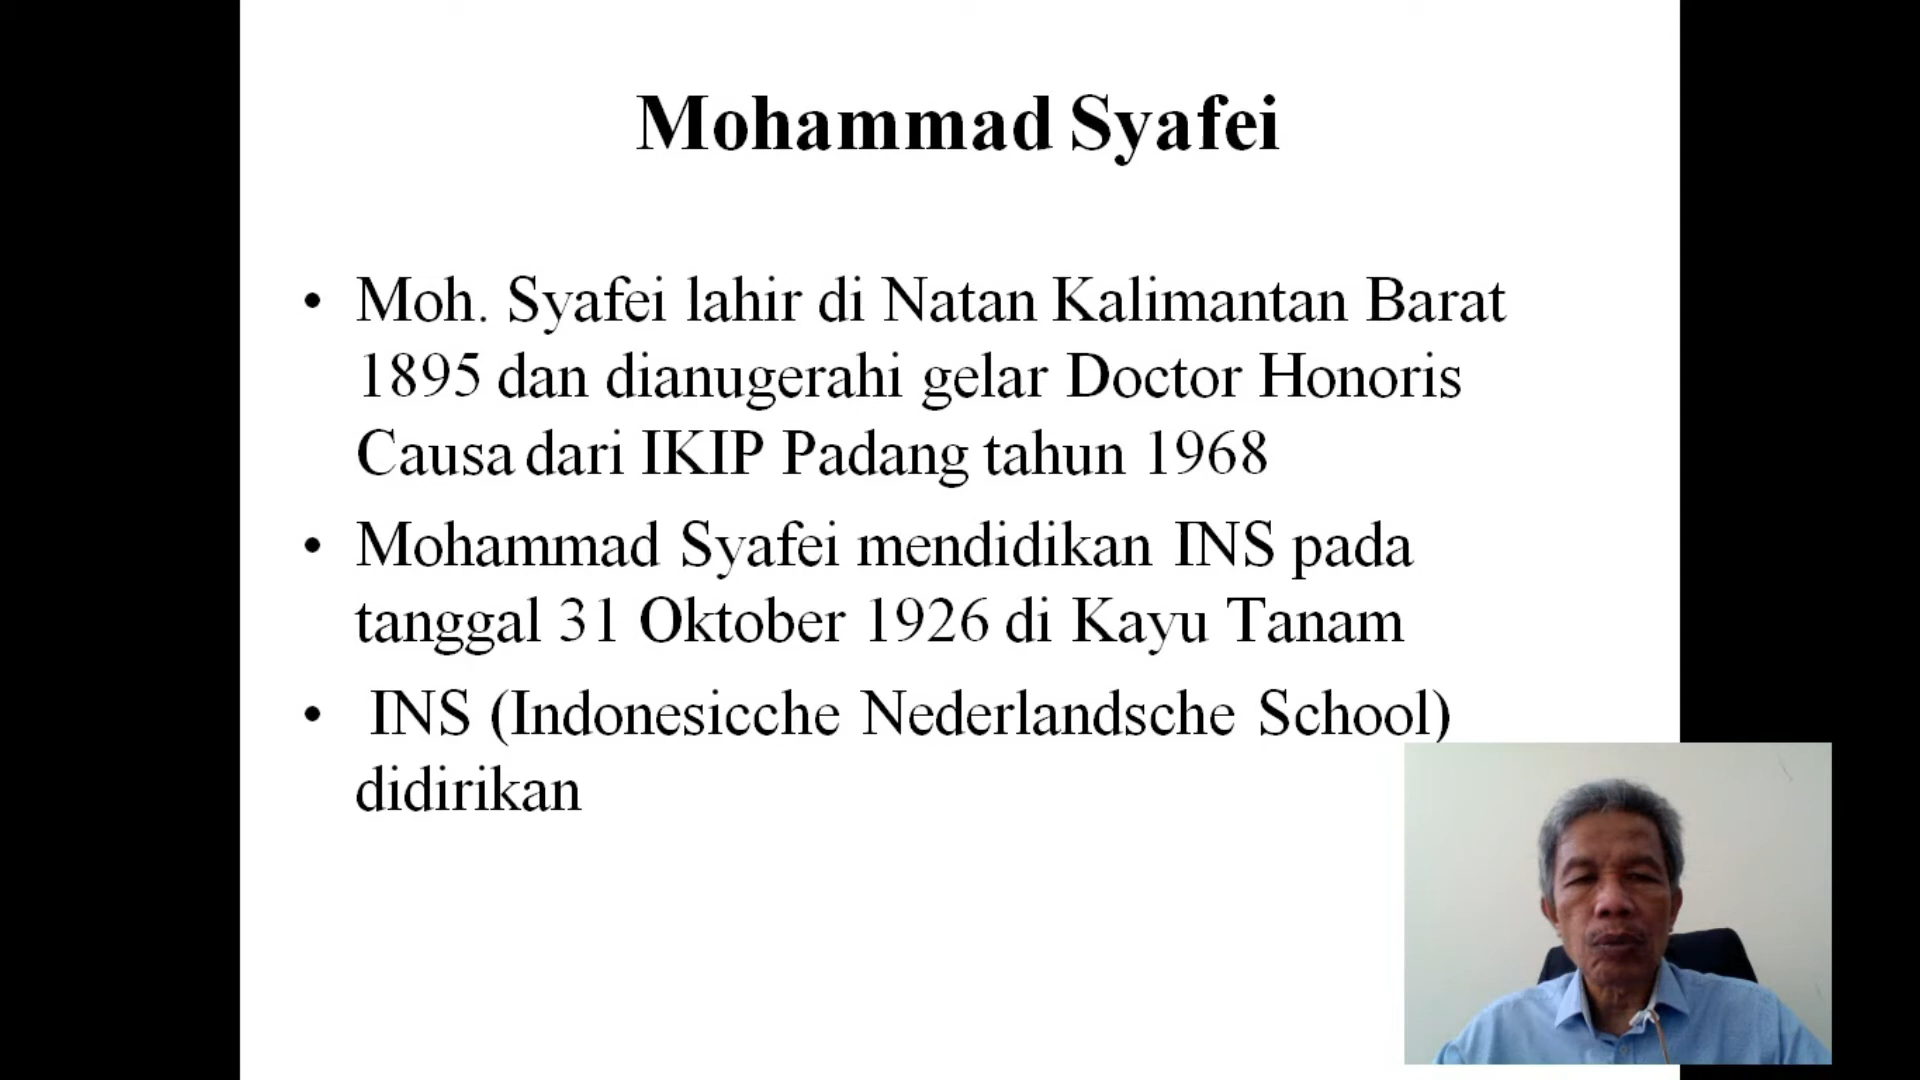 Mohammad Syafei
• Moh. Syafei lahir di Natan Kalimantan Barat
1895 dan dianugerahi gelar Doctor Honoris
Causa dari IKIP Padang tahun 1968
• Mohammad Syafei mendidikan INS pada
tanggal 31 Oktober 1926 di Kayu Tanam
• INS (Indonesicche Nederlandsche School)
didirikan